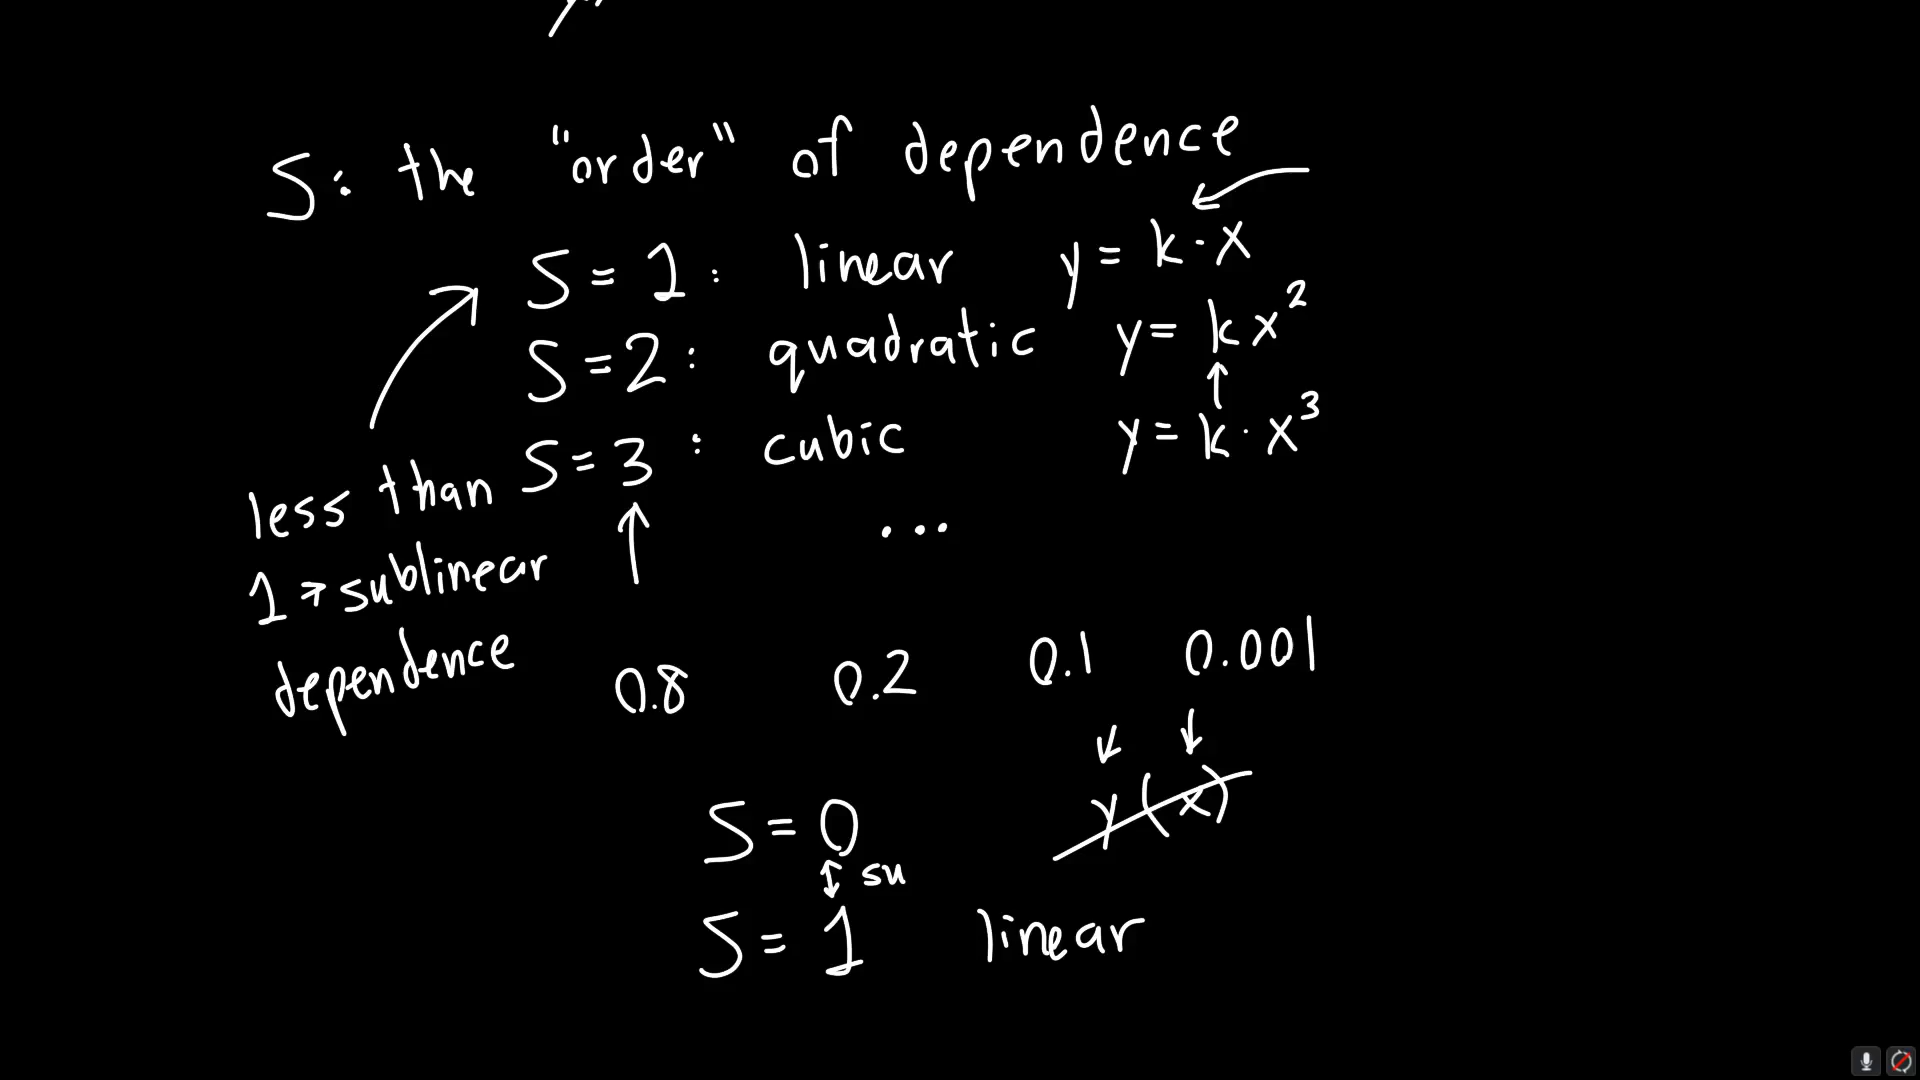 S: the "order" of dependence
S = 1 : linear y = k · x
S = 2 : quadratic y = kx²
S = 3 : cubic y = k · x³
less than
1 → sublinear
dependence
...
0.8 0.2 0.1 0.001
S = 0 y(x)
su
S = 1 linear